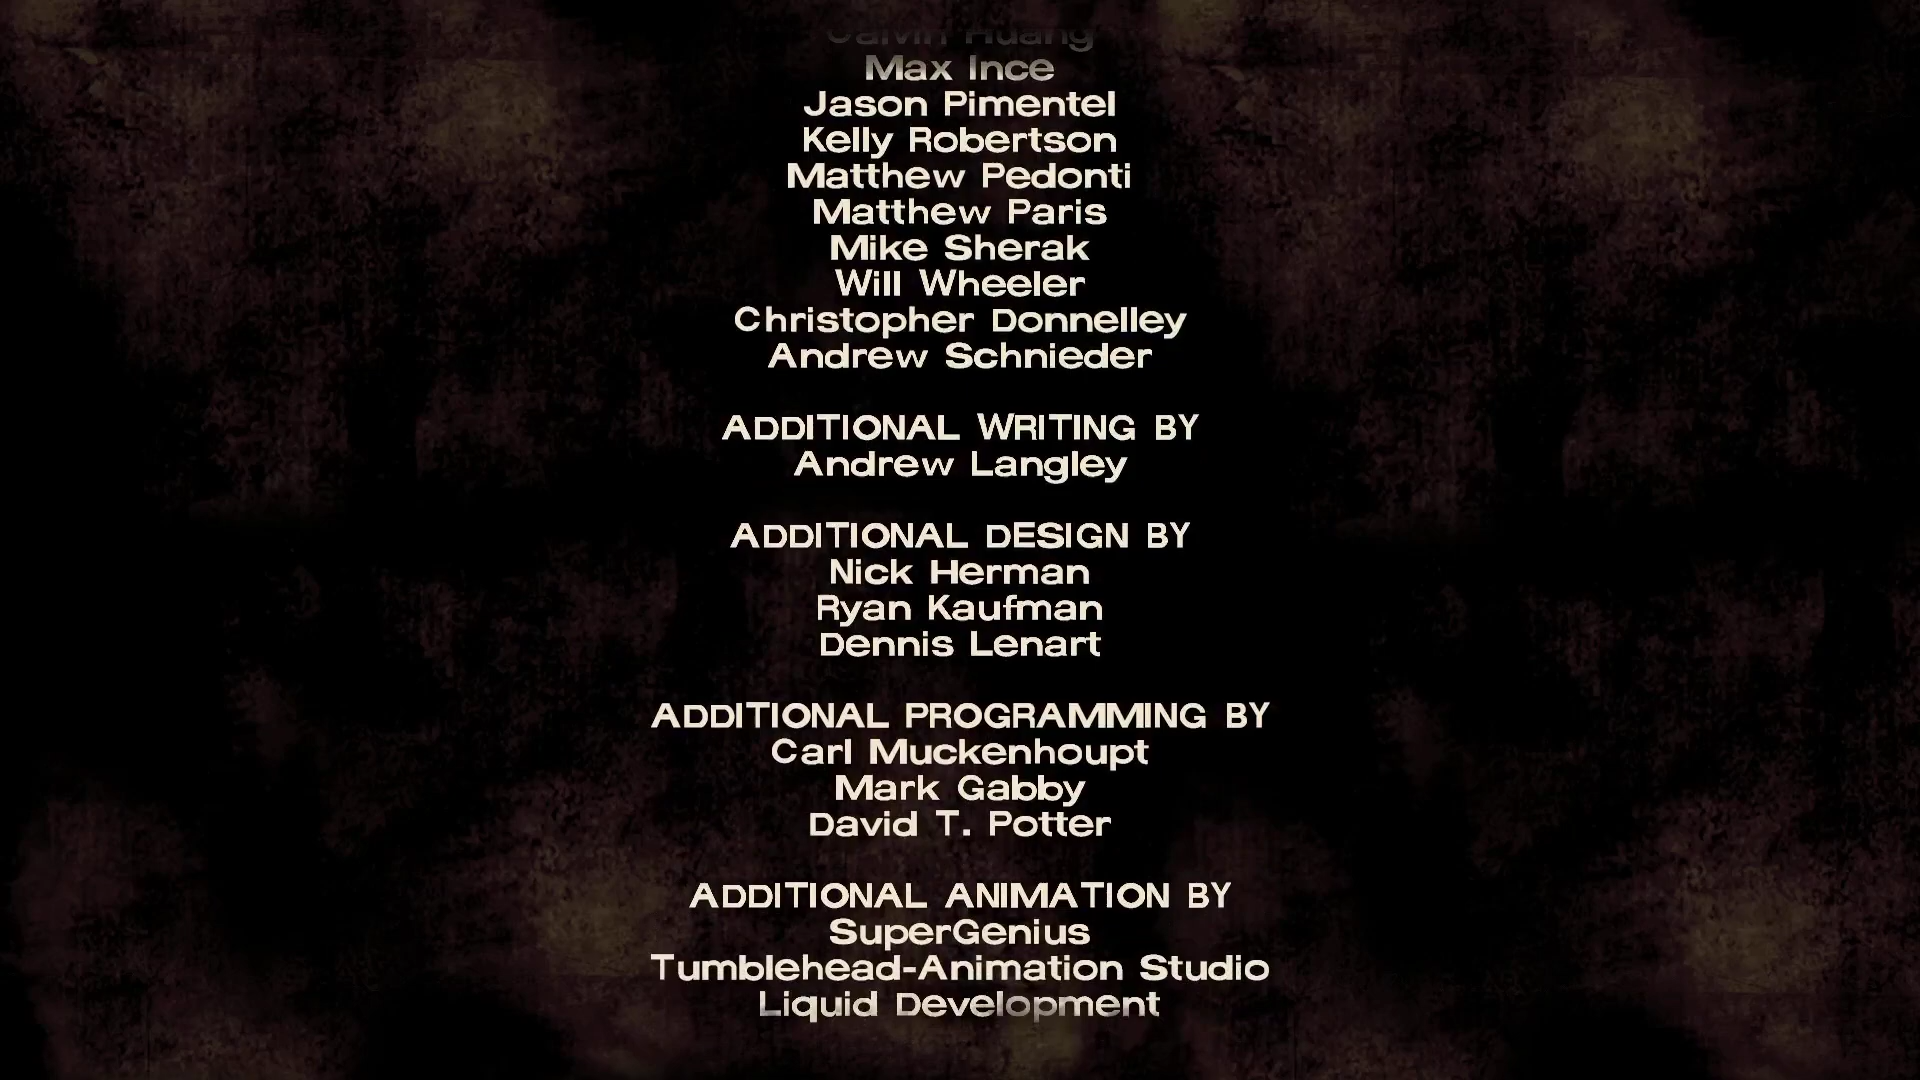 Calvin Huang
Max Ince
Jason Pimentel
Kelly Robertson
Matthew Pedonti
Matthew Paris
Mike Sherak
Will Wheeler
Christopher Donnelley
Andrew Schnieder
ADDITIONAL WRITING BY
Andrew Langley
ADDITIONAL DESIGN BY
Nick Herman
Ryan Kaufman
Dennis Lenart
ADDITIONAL PROGRAMMING BY
Carl Muckenhoupt
Mark Gabby
David T. Potter
ADDITIONAL ANIMATION BY
SuperGenius
Tumblehead-Animation Studio
Liquid Development